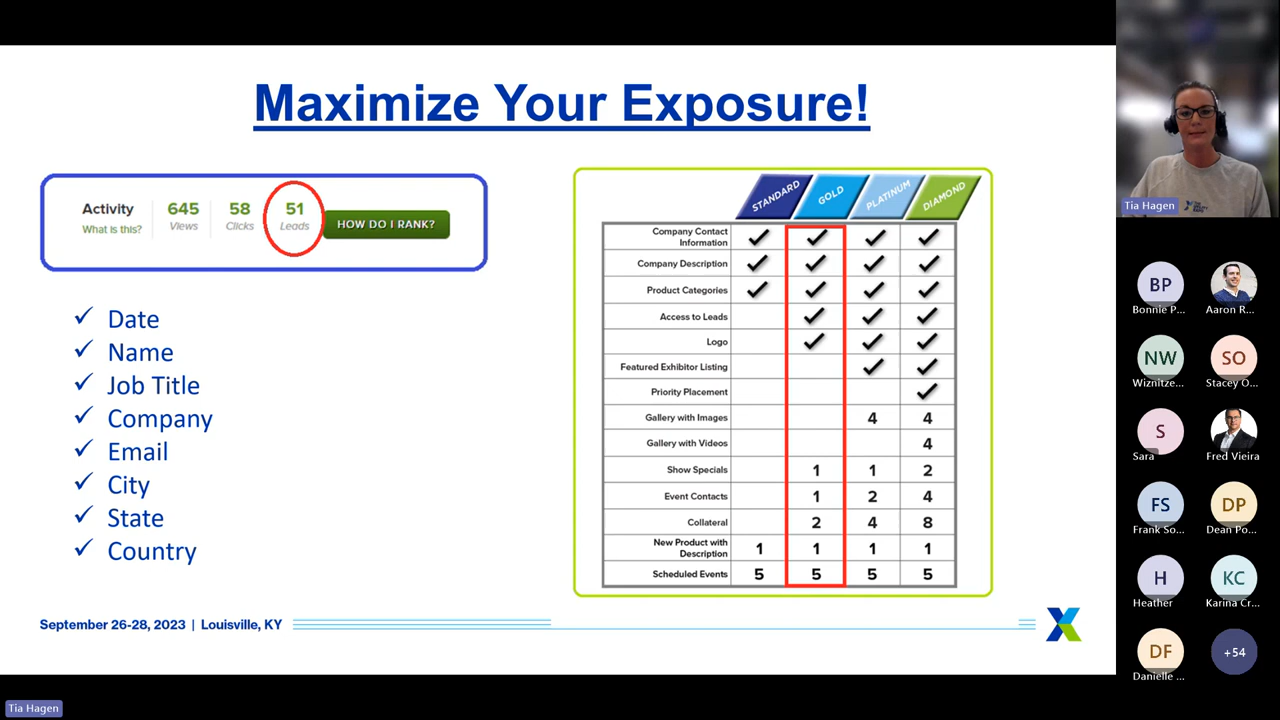 Maximize Your Exposure!
Activity
What is this?
645
Views
58
Clicks
51
Leads
HOW DO I RANK?
Date
Name
Job Title
Company
Email
City
State
Country
STANDARD GOLD PLATINUM DIAMOND
Company Contact
Information
Company Description
Product Categories
Access to Leads
Logo
Featured Exhibitor Listing
Priority Placement
Gallery with Images 4 4
Gallery with Videos 4
Show Specials 1 1 2
Event Contacts 1 2 4
Collateral 2 4 8
New Product with
Description 1 1 1 1
Scheduled Events 5 5 5 5
September 26-28, 2023 | Louisville, KY
Tia Hagen
BP
Bonnie P...
Aaron R...
NW
Wiznitze...
SO
Stacey O...
S
Sara
Fred Vieira
FS
Frank So...
DP
Dean Po...
H
Heather
KC
Karina Cr...
DF
Danielle ...
+54
Tia Hagen